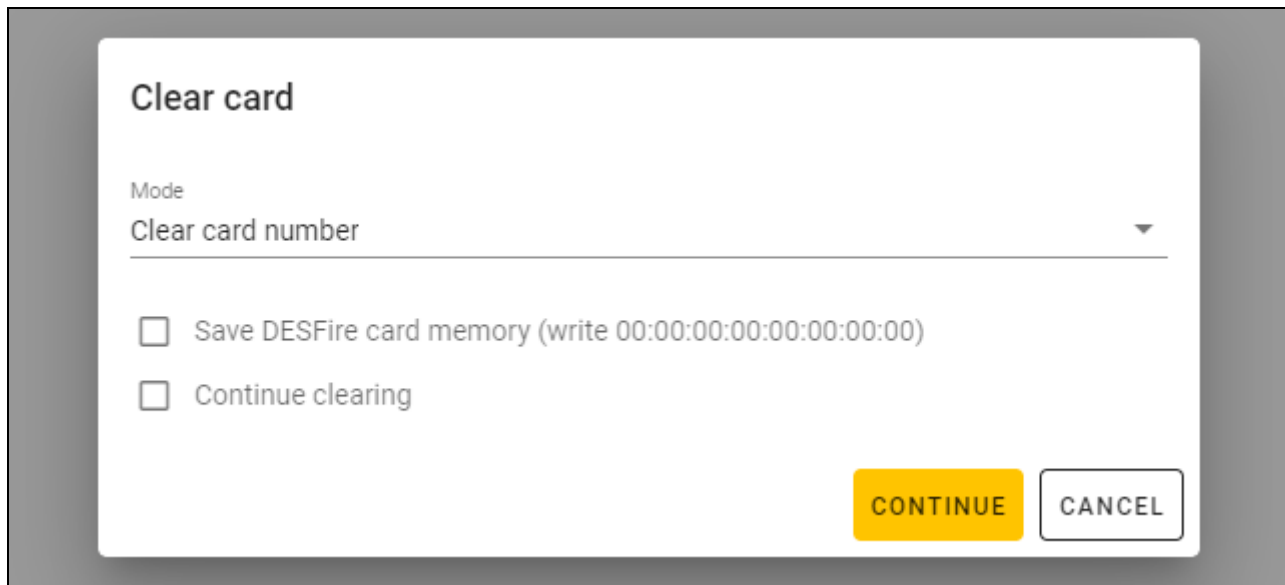 Clear card
Mode
Clear card number
Save DESFire card memory (write 00:00:00:00:00:00:00:00)
Continue clearing
CONTINUE CANCEL